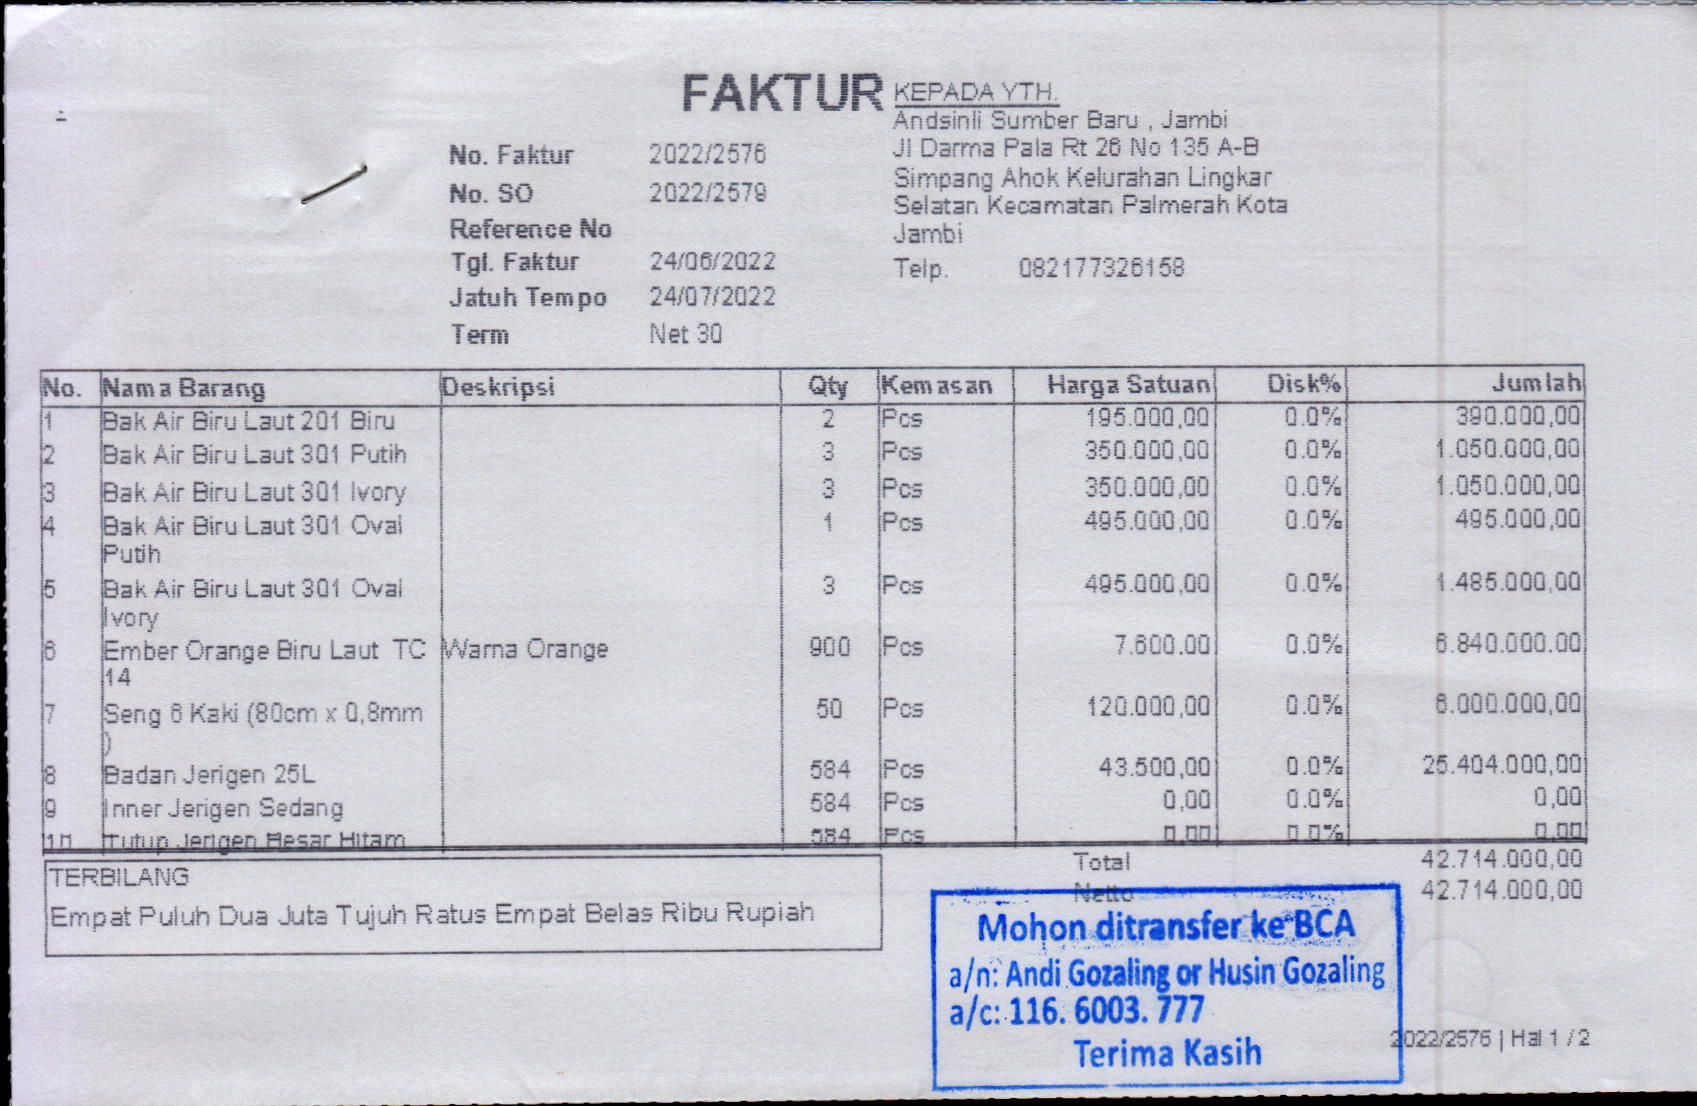 FAKTUR
No. Faktur 2022/2576
No. SO 2022/2579
Reference No
Tgl. Faktur 24/06/2022
Jatuh Tempo 24/07/2022
Term Net 30
KEPADA YTH.
Andsinli Sumber Baru , Jambi
Jl Darma Pala Rt 26 No 135 A-B
Simpang Ahok Kelurahan Lingkar
Selatan Kecamatan Palmerah Kota
Jambi
Telp. 082177326158
No. Nama Barang Deskripsi Qty Kemasan Harga Satuan Disk% Jumlah
1 Bak Air Biru Laut 201 Biru 2 Pcs 195.000,00 0.0% 390.000,00
2 Bak Air Biru Laut 301 Putih 3 Pcs 350.000,00 0.0% 1.050.000,00
3 Bak Air Biru Laut 301 Ivory 3 Pcs 350.000,00 0.0% 1.050.000,00
4 Bak Air Biru Laut 301 Oval 1 Pcs 495.000,00 0.0% 495.000,00
Putih
5 Bak Air Biru Laut 301 Oval 3 Pcs 495.000,00 0.0% 1.485.000,00
Ivory
6 Ember Orange Biru Laut TC Warna Orange 900 Pcs 7.600,00 0.0% 6.840.000,00
14
7 Seng 6 Kaki (80cm x 0,8mm 50 Pcs 120.000,00 0.0% 6.000.000,00
)
8 Badan Jerigen 25L 584 Pcs 43.500,00 0.0% 25.404.000,00
9 Inner Jerigen Sedang 584 Pcs 0,00 0.0% 0,00
10 Tutup Jerigen Besar Hitam 584 Pcs 0,00 0.0% 0,00
Total 42.714.000,00
Netto 42.714.000,00
TERBILANG
Empat Puluh Dua Juta Tujuh Ratus Empat Belas Ribu Rupiah
Mohon ditransfer ke BCA
a/n: Andi Gozaling or Husin Gozaling
a/c: 116. 6003. 777
Terima Kasih
2022/2576 | Hal 1 / 2